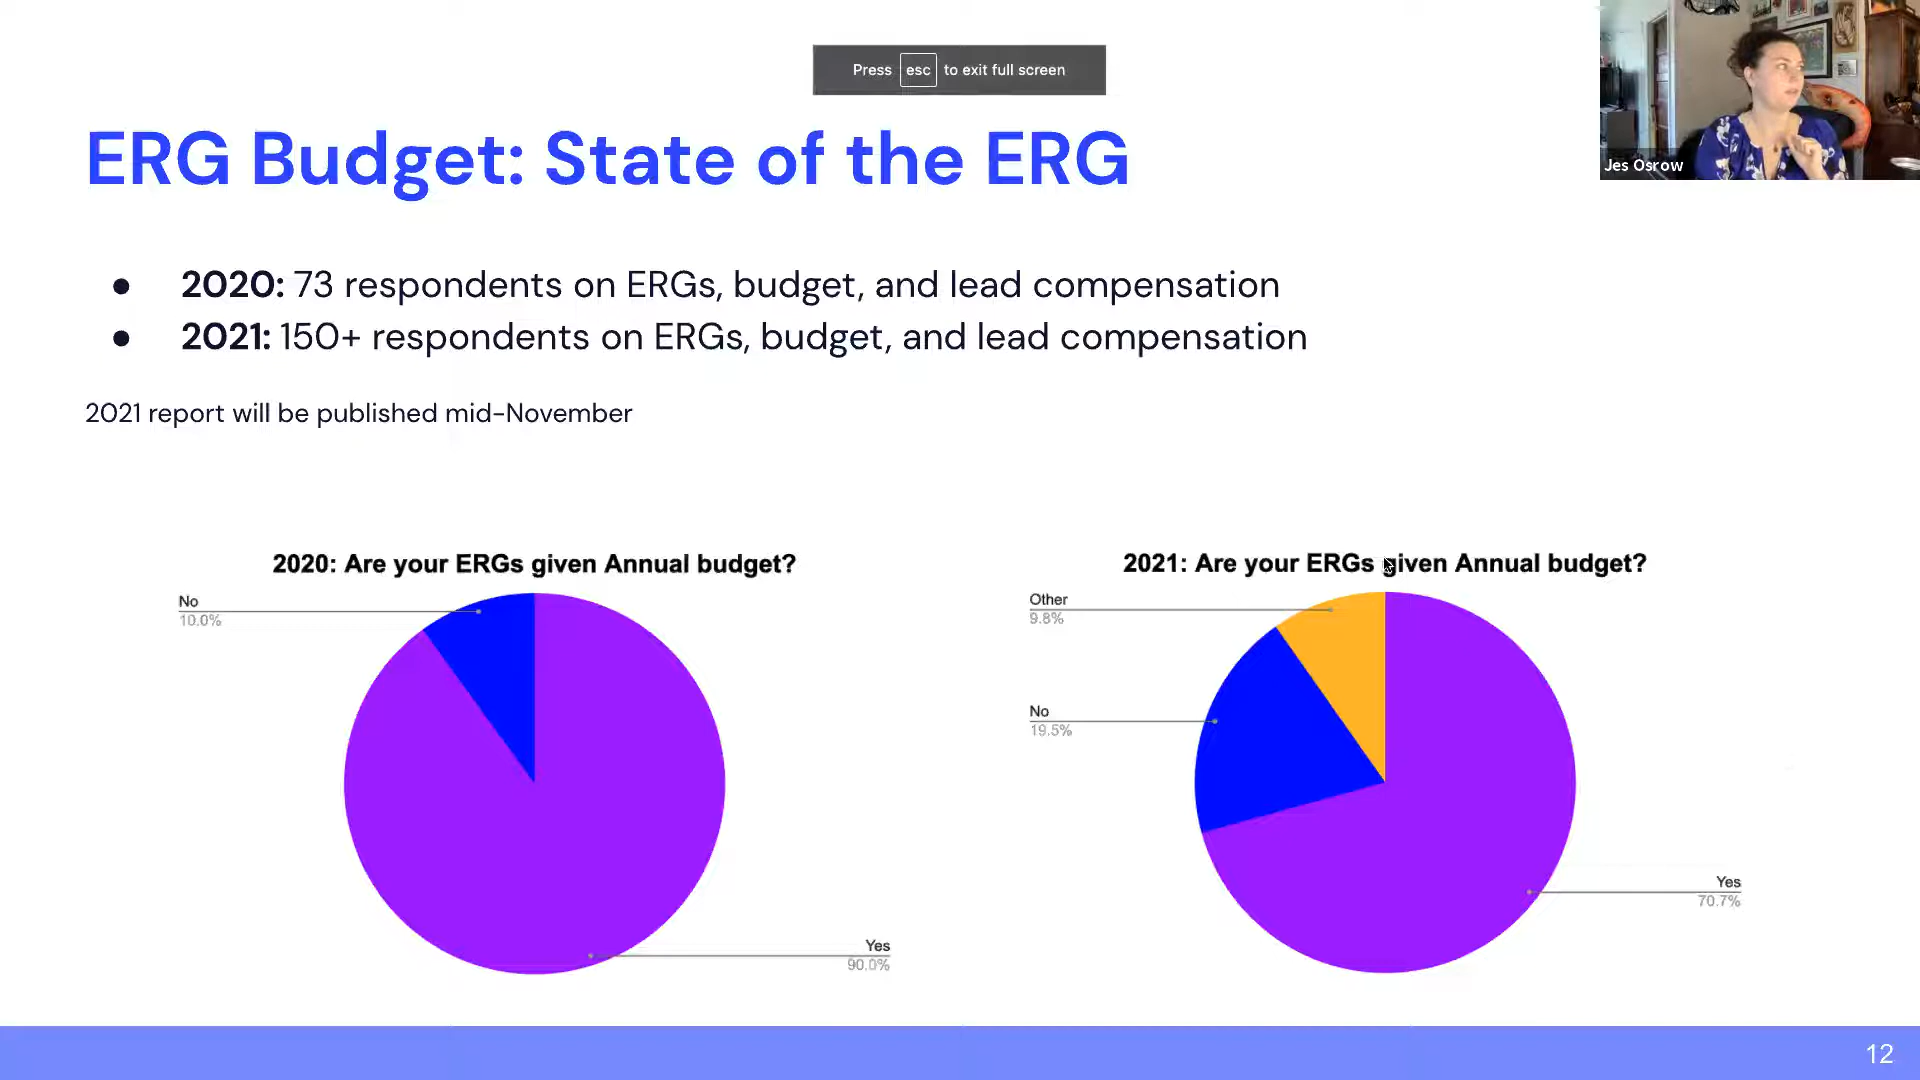 Press esc to exit full screen
Jes Osrow
ERG Budget: State of the ERG
● 2020: 73 respondents on ERGs, budget, and lead compensation
● 2021: 150+ respondents on ERGs, budget, and lead compensation
2021 report will be published mid-November
2020: Are your ERGs given Annual budget?
No
10.0%
Yes
90.0%
2021: Are your ERGs given Annual budget?
Other
9.8%
No
19.5%
Yes
70.7%
12